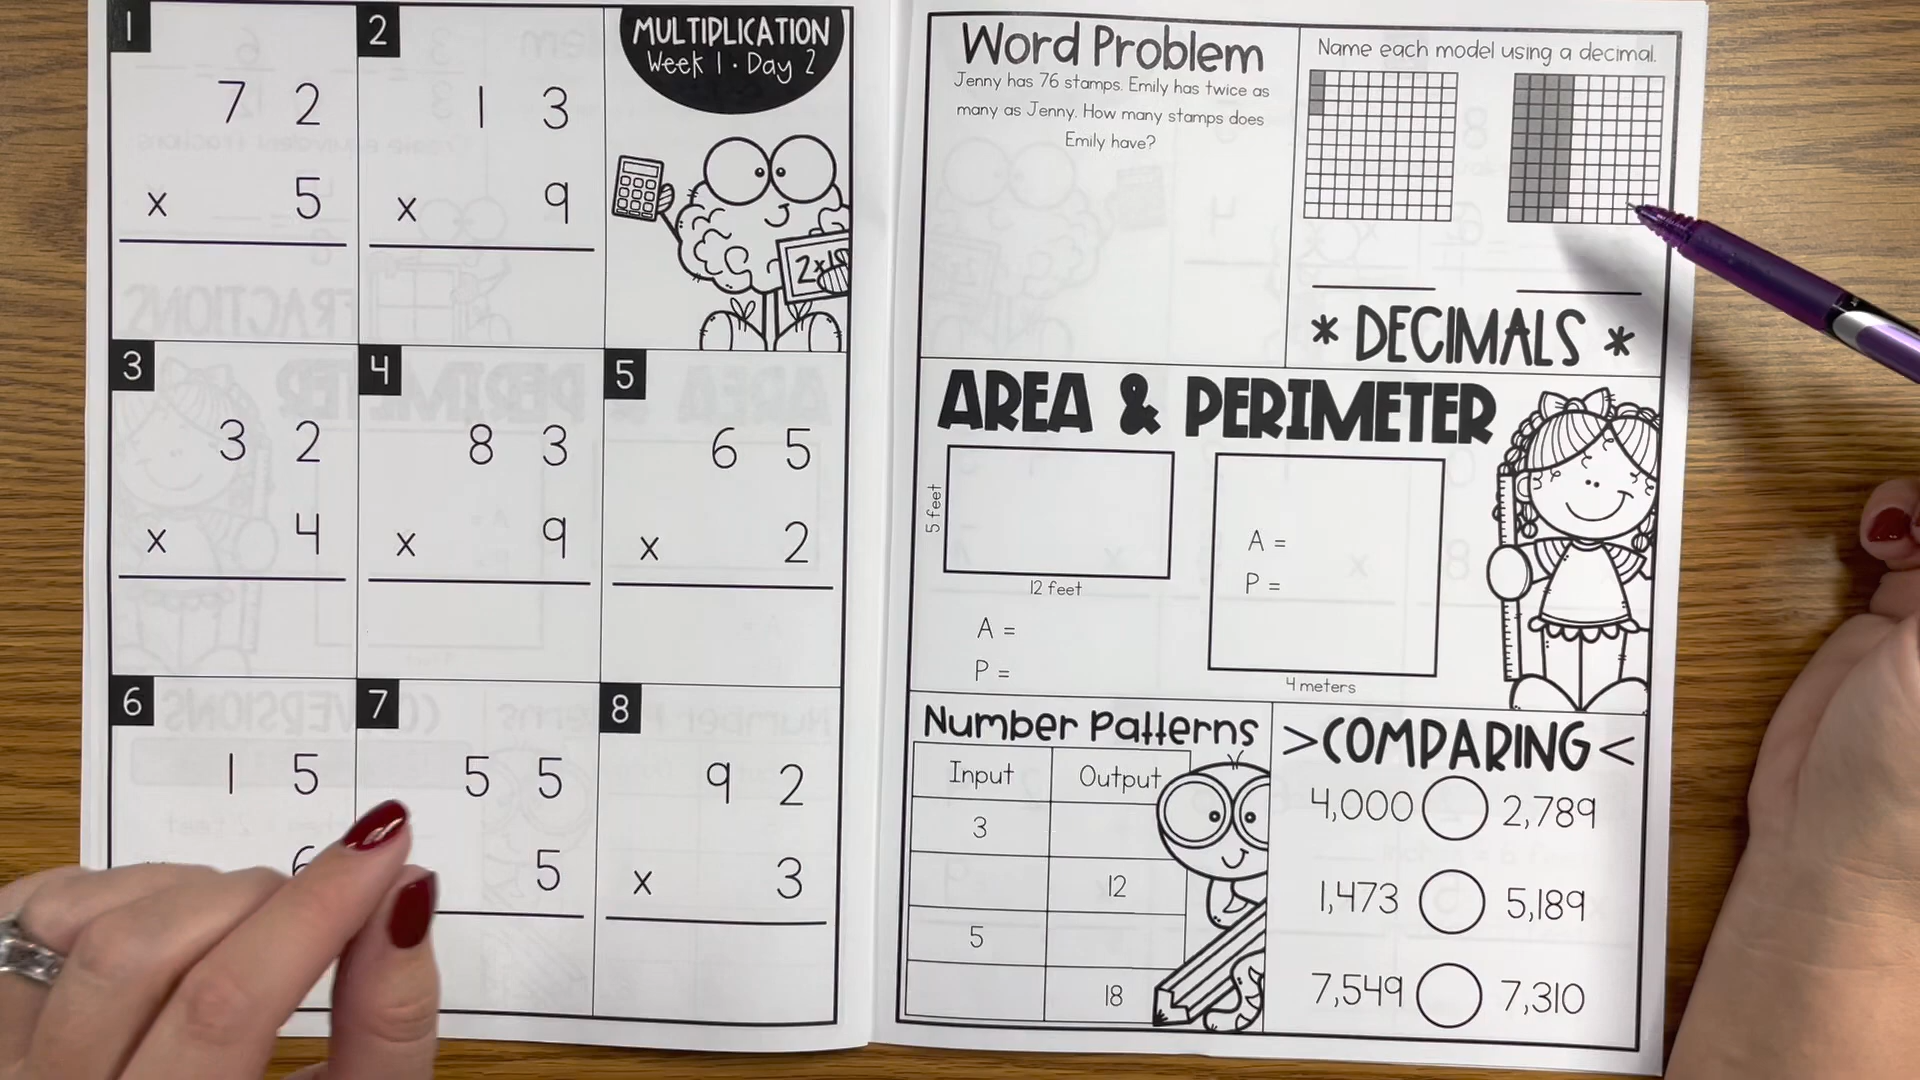 1
7 2
x 5
2
1 3
x 9
MULTIPLICATION
Week 1 • Day 2
2x1
3
3 2
x 4
4
8 3
x 9
5
6 5
x 2
6
1 5
7
5 5
5
8
9 2
x 3
Word Problem
Jenny has 76 stamps. Emily has twice as
many as Jenny. How many stamps does
Emily have?
Name each model using a decimal.
* DECIMALS *
AREA & PERIMETER
5 feet
12 feet
A =
P =
A =
P =
4 meters
Number Patterns
Input Output
3
12
5
18
>COMPARING<
4,000 2,789
1,473 5,189
7,549 7,310